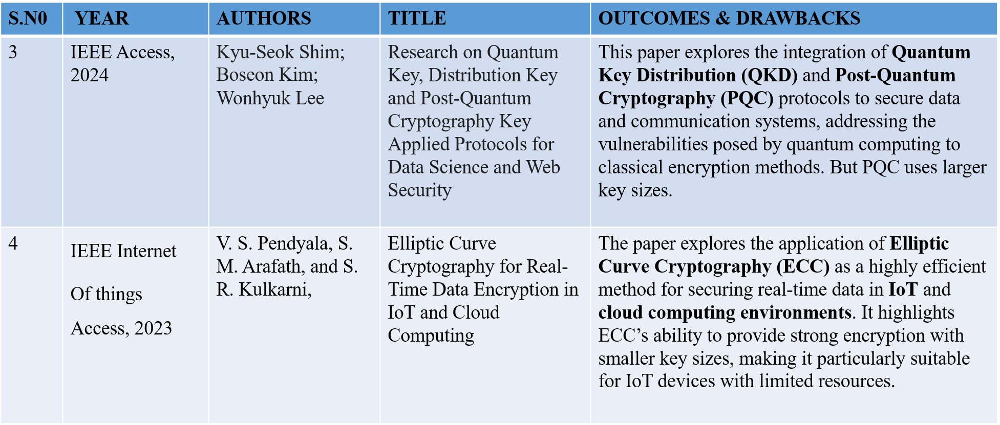 S.N0
YEAR
AUTHORS
TITLE
OUTCOMES & DRAWBACKS
3
IEEE Access,
2024
Kyu-Seok Shim;
Boseon Kim;
Wonhyuk Lee
Research on Quantum
Key, Distribution Key
and Post-Quantum
Cryptography Key
Applied Protocols for
Data Science and Web
Security
This paper explores the integration of Quantum
Key Distribution (QKD) and Post-Quantum
Cryptography (PQC) protocols to secure data
and communication systems, addressing the
vulnerabilities posed by quantum computing to
classical encryption methods. But PQC uses larger
key sizes.
4
IEEE Internet
Of things
Access, 2023
V. S. Pendyala, S.
M. Arafath, and S.
R. Kulkarni,
Elliptic Curve
Cryptography for Real-
Time Data Encryption in
IoT and Cloud
Computing
The paper explores the application of Elliptic
Curve Cryptography (ECC) as a highly efficient
method for securing real-time data in IoT and
cloud computing environments. It highlights
ECC’s ability to provide strong encryption with
smaller key sizes, making it particularly suitable
for IoT devices with limited resources.